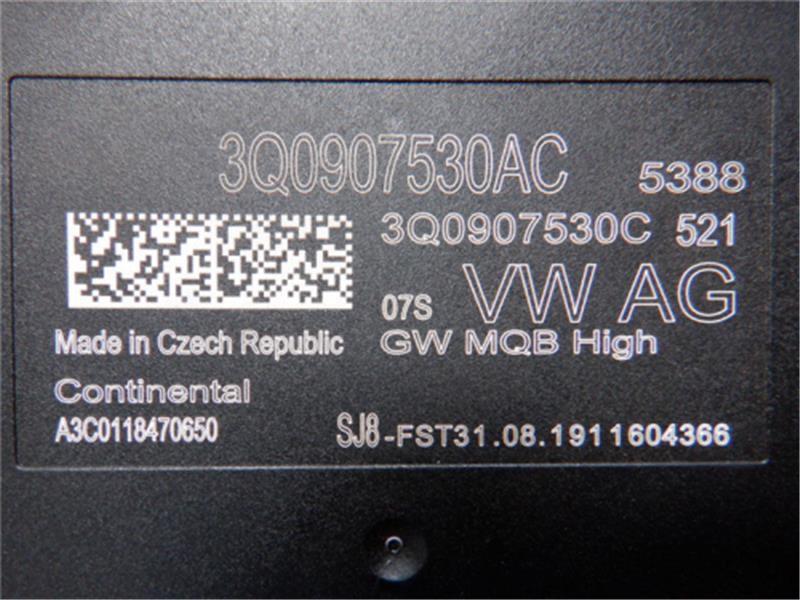 3Q0907530AC 5388
3Q0907530C 521
07S VW AG
Made in Czech Republic GW MQB High
Continental
A3C0118470650 SJ8-FST31.08.1911604366